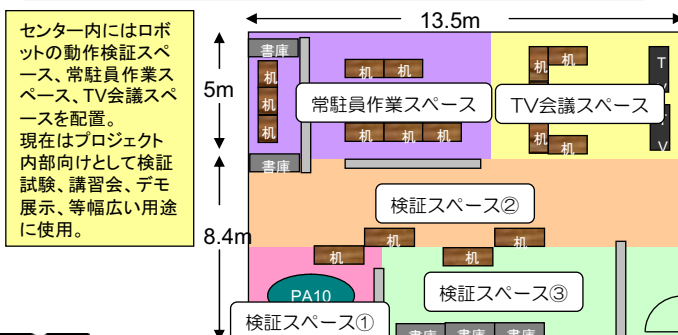 センター内にはロボ
ットの動作検証スペ
ース、常駐員作業ス
ペース、TV会議スペ
ースを配置。
現在はプロジェクト
内部向けとして検証
試験、講習会、デモ
展示、等幅広い用途
に使用。
13.5m
5m
8.4m
書庫
机
机
机
書庫
机
机
常駐員作業スペース
机
机
机
机
机
TV会議スペース
机
机
T
V
検証スペース②
机
机
机
机
PA10
検証スペース①
検証スペース③
書庫
書庫
書庫